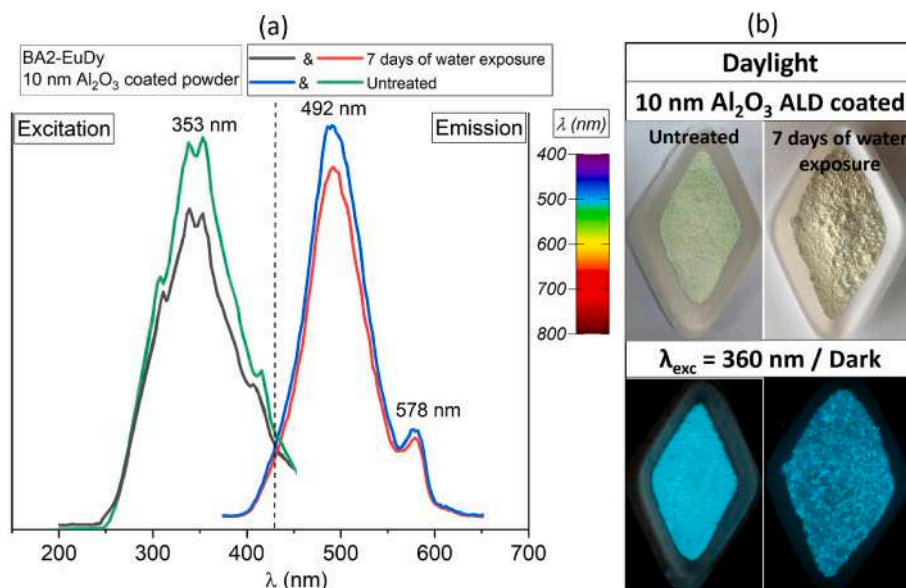 (a)
BA2-EuDy
10 nm Al₂O₃ coated powder
& 7 days of water exposure
& Untreated
Excitation
353 nm
492 nm
Emission
578 nm
λ (nm)
400
500
600
700
800
200 300 400 500 600 700
λ (nm)
(b)
Daylight
10 nm Al₂O₃ ALD coated
Untreated
7 days of water
exposure
λexc = 360 nm / Dark